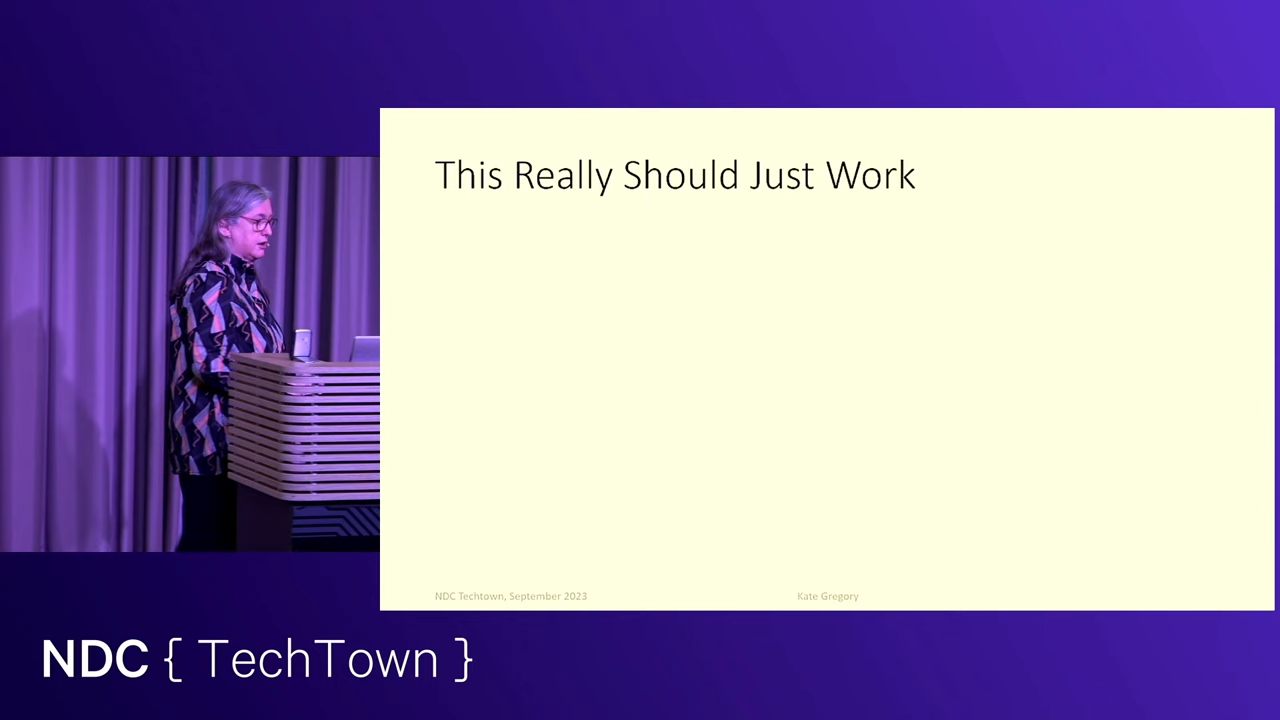 This Really Should Just Work
NDC Techtown, September 2023
Kate Gregory
NDC { TechTown }